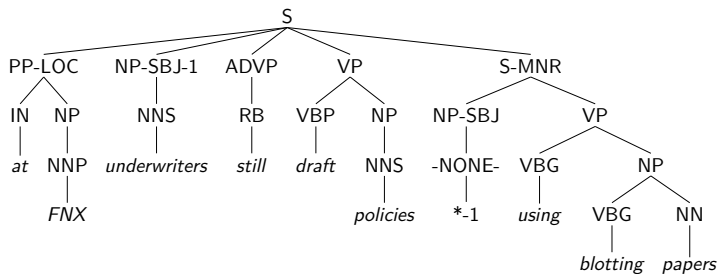 S
PP-LOC NP-SBJ-1 ADVP VP S-MNR
IN NP NNS RB VBP NP NP-SBJ VP
at NNP underwriters still draft NNS -NONE- VBG NP
FNX policies *-1 using VBG NN
blotting papers